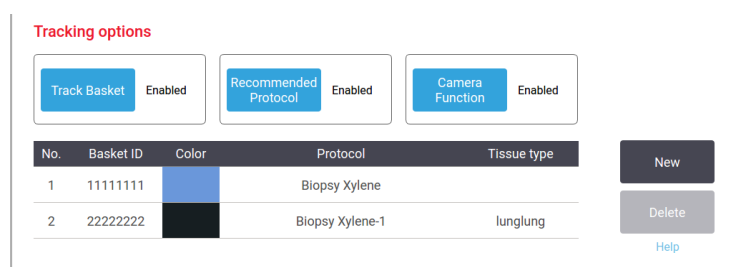 Tracking options
Track Basket Enabled
Recommended Protocol Enabled
Camera Function Enabled
No. Basket ID Color Protocol Tissue type
1 11111111 Biopsy Xylene
2 22222222 Biopsy Xylene-1 lunglung
New
Delete
Help